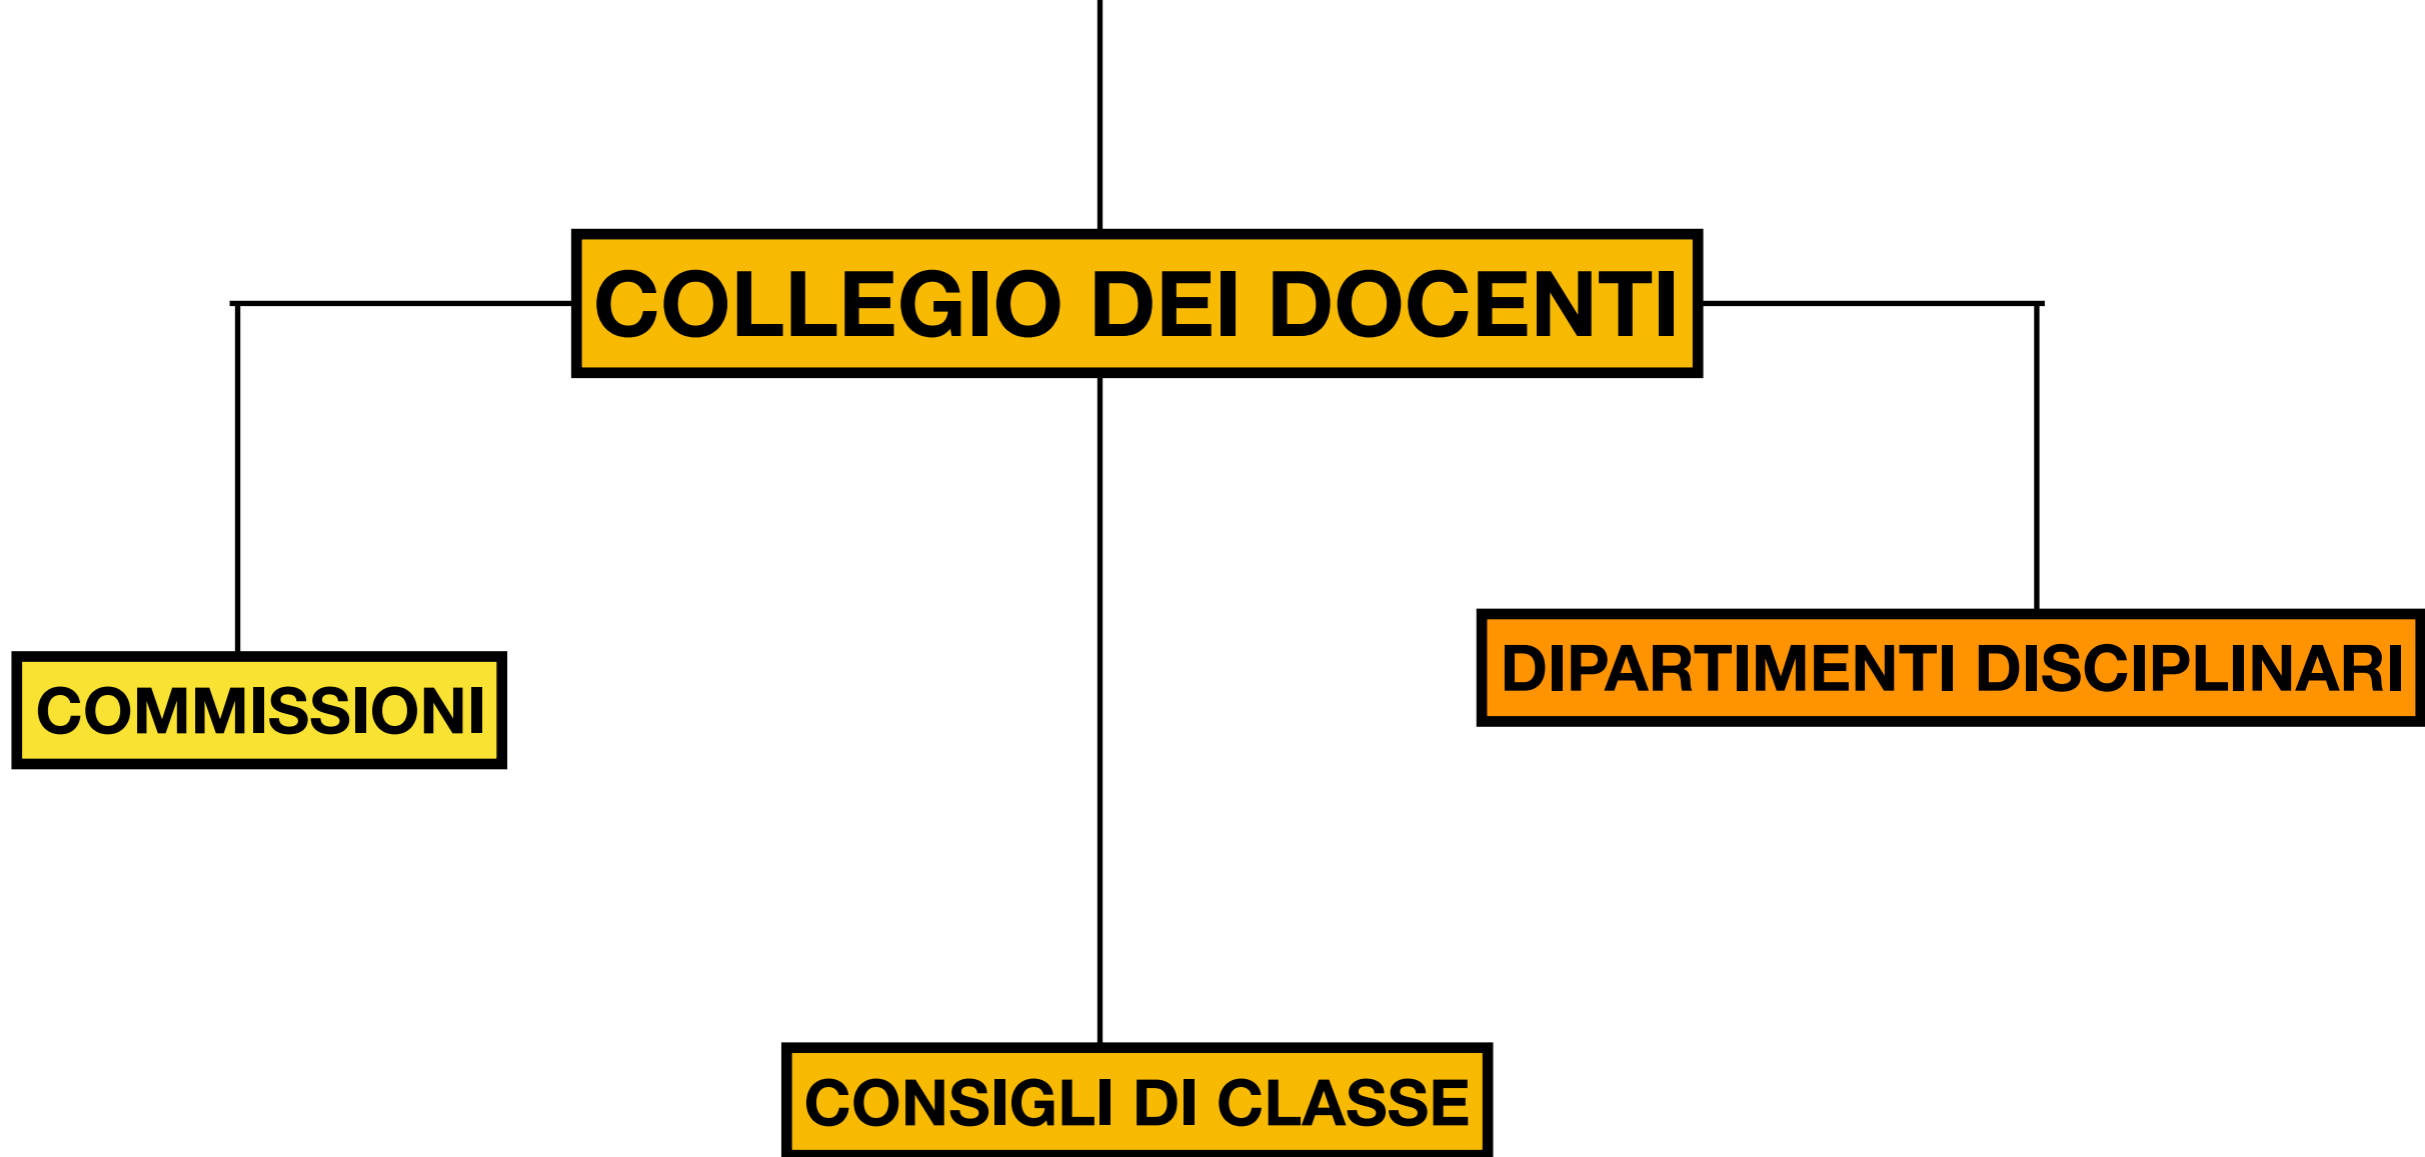 COLLEGIO DEI DOCENTI
DIPARTIMENTI DISCIPLINARI
COMMISSIONI
CONSIGLI DI CLASSE